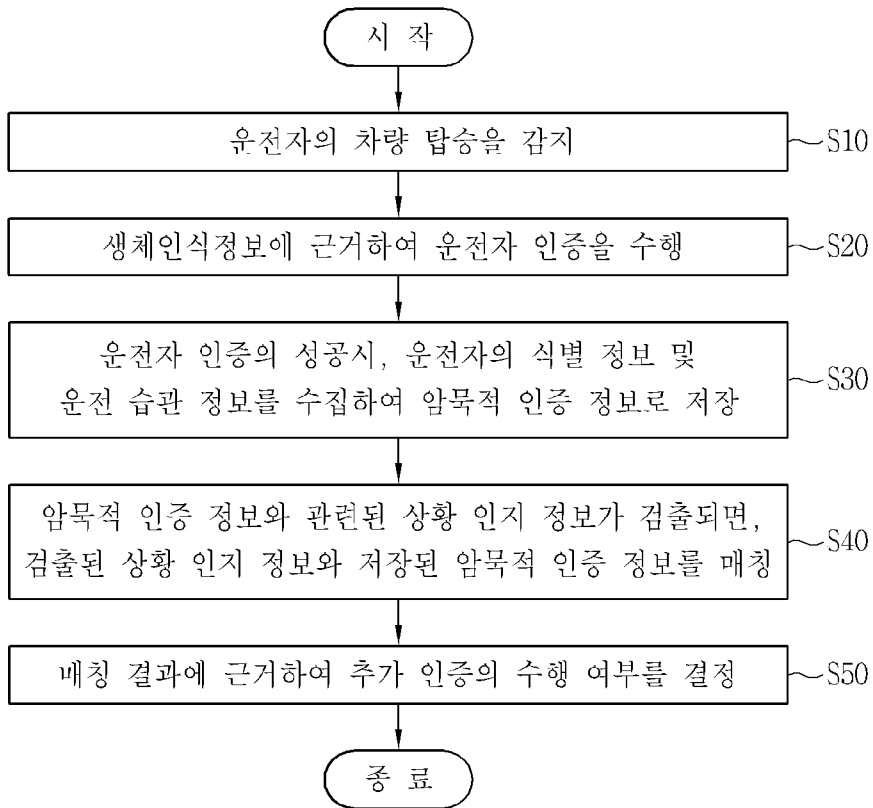 시 작
운전자의 차량 탑승을 감지
S10
생체인식정보에 근거하여 운전자 인증을 수행
S20
운전자 인증의 성공시, 운전자의 식별 정보 및
운전 습관 정보를 수집하여 암묵적 인증 정보로 저장
S30
암묵적 인증 정보와 관련된 상황 인지 정보가 검출되면,
검출된 상황 인지 정보와 저장된 암묵적 인증 정보를 매칭
S40
매칭 결과에 근거하여 추가 인증의 수행 여부를 결정
S50
종 료